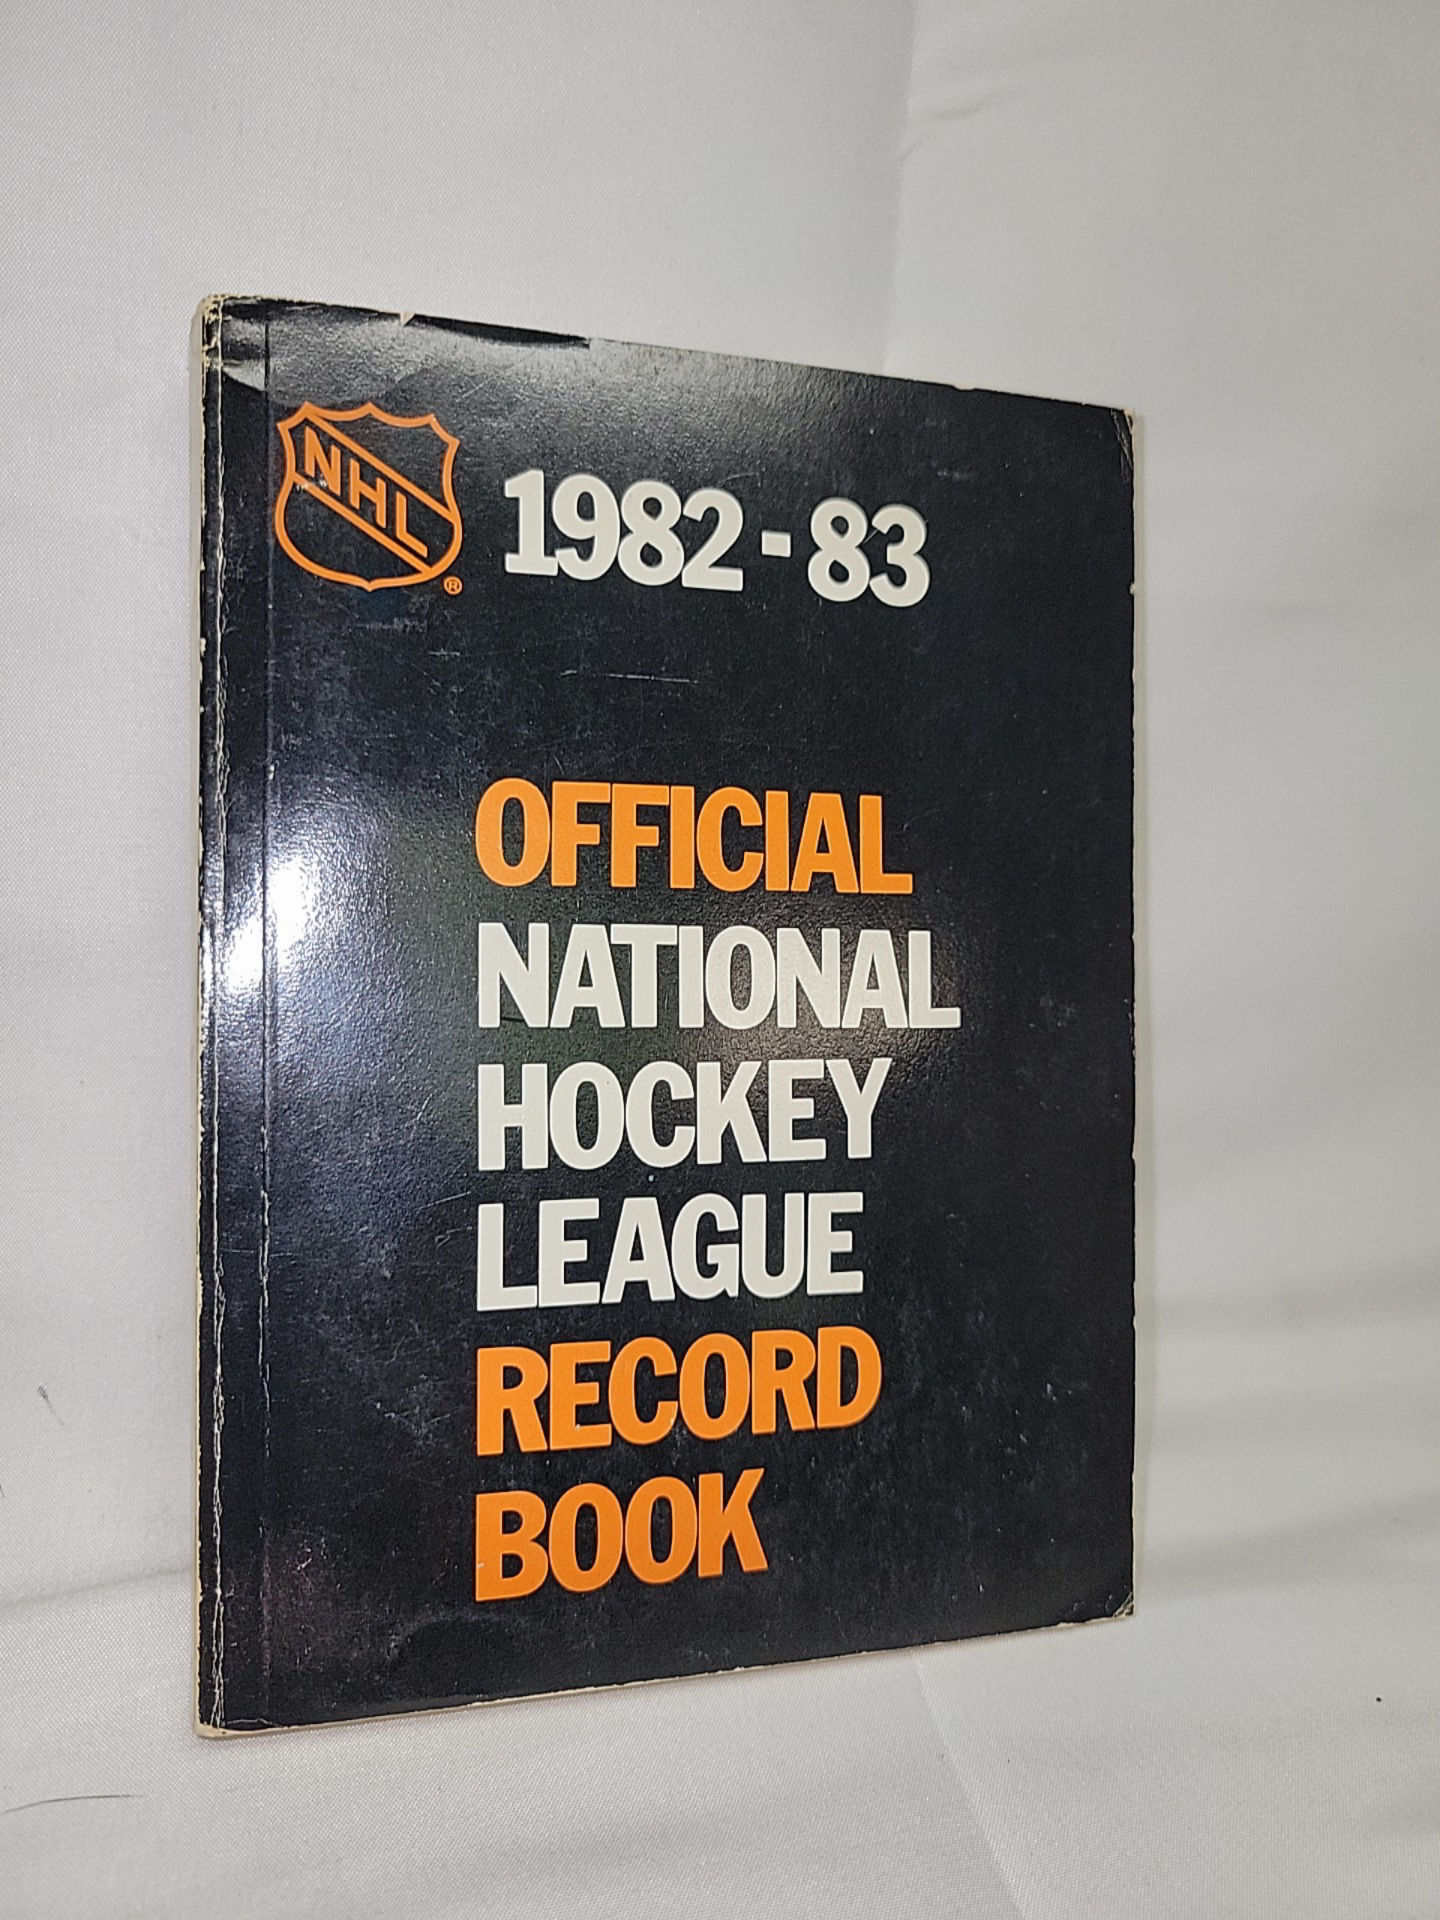 NHL
®
1982-83
OFFICIAL
NATIONAL
HOCKEY
LEAGUE
RECORD
BOOK